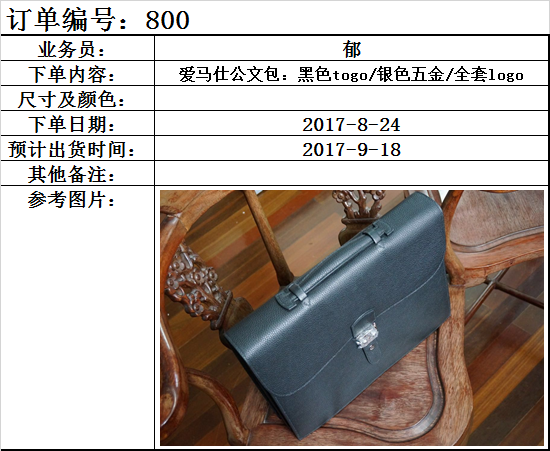 订单编号：800
业务员： 郁
下单内容： 爱马仕公文包：黑色togo/银色五金/全套logo
尺寸及颜色：
下单日期： 2017-8-24
预计出货时间： 2017-9-18
其他备注：
参考图片：